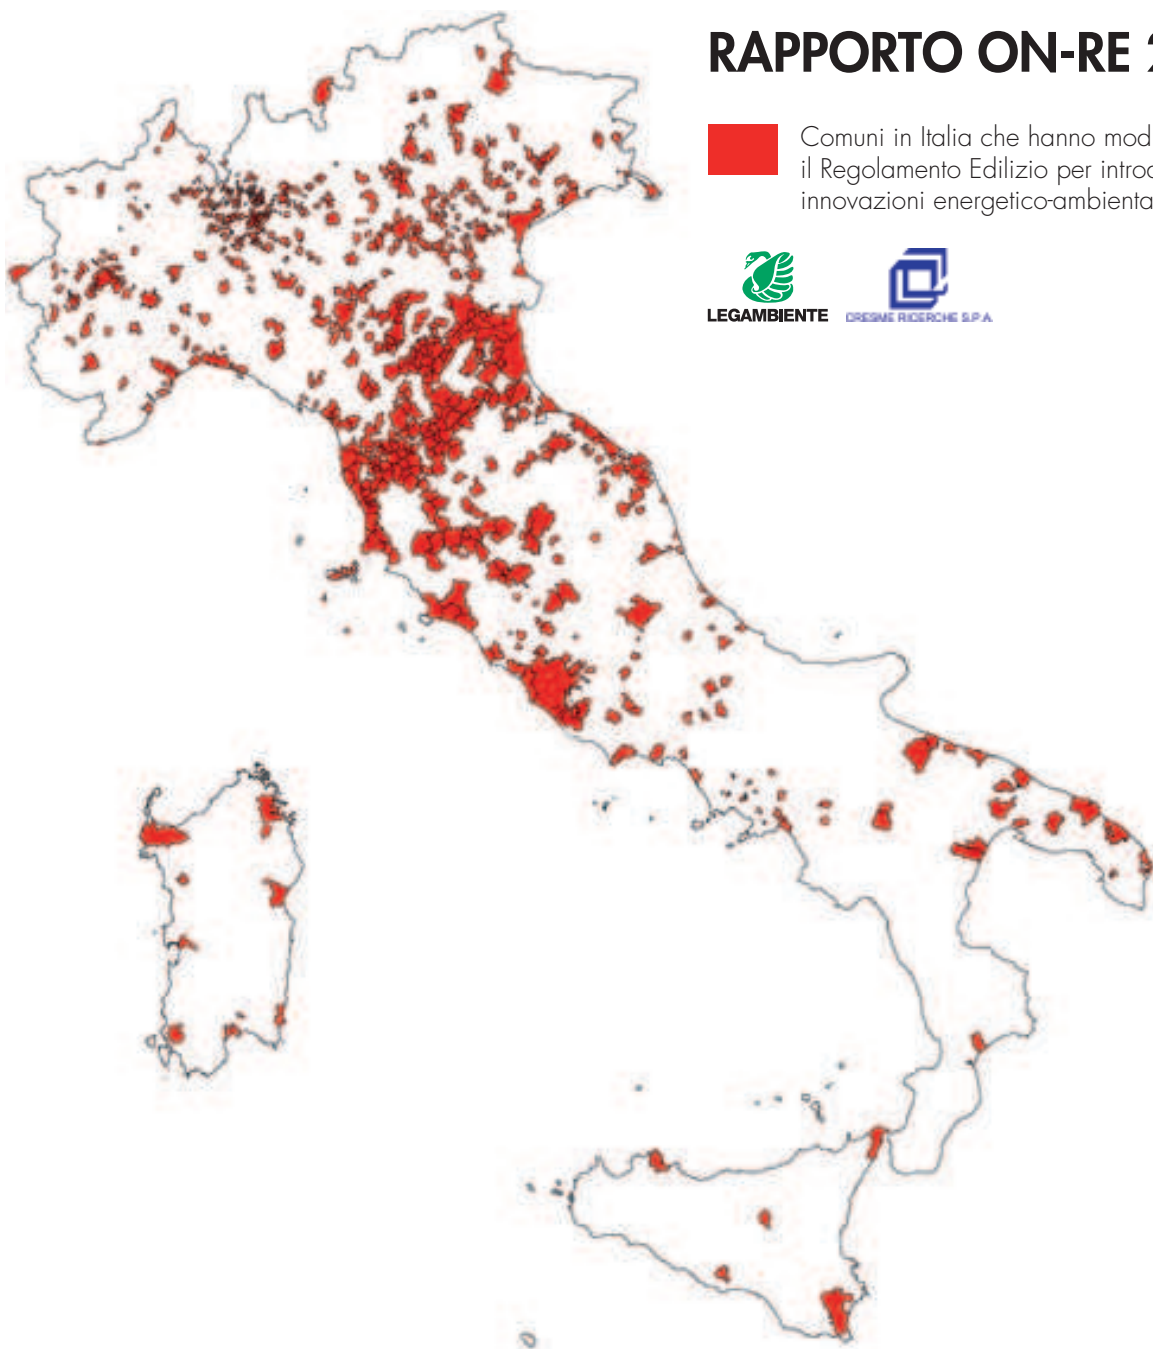 RAPPORTO ON-RE
Comuni in Italia che hanno mod
il Regolamento Edilizio per introd
innovazioni energetico-ambienta
LEGAMBIENTE
CRESME RICERCHE S.P.A.